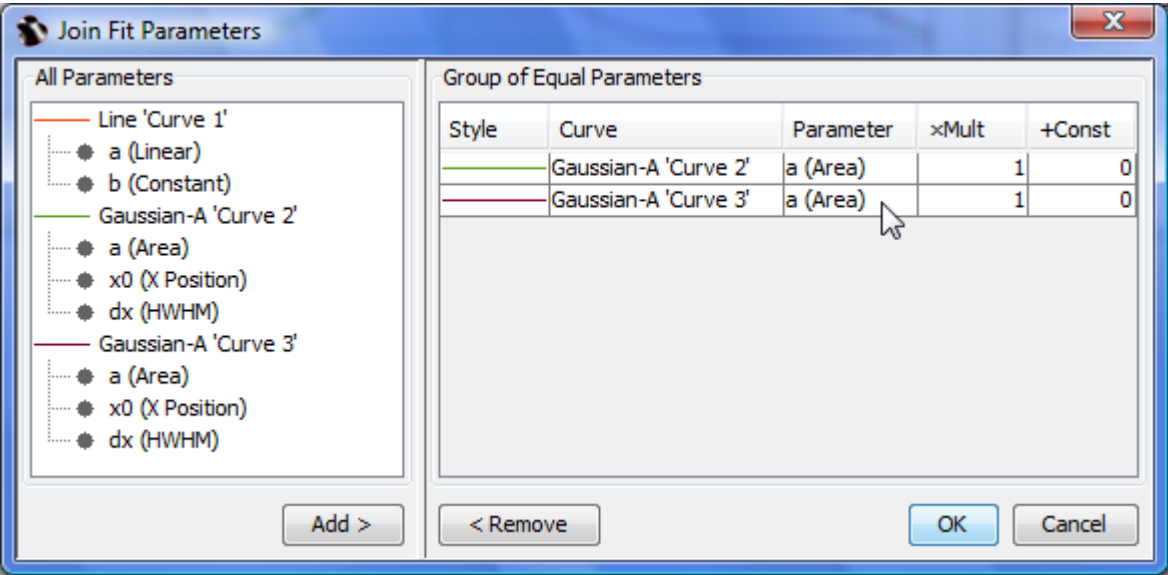 Join Fit Parameters
All Parameters
Line 'Curve 1'
a (Linear)
b (Constant)
Gaussian-A 'Curve 2'
a (Area)
x0 (X Position)
dx (HWHM)
Gaussian-A 'Curve 3'
a (Area)
x0 (X Position)
dx (HWHM)
Add >
Group of Equal Parameters
Style Curve Parameter ×Mult +Const
Gaussian-A 'Curve 2' a (Area) 1 0
Gaussian-A 'Curve 3' a (Area) 1 0
< Remove OK Cancel